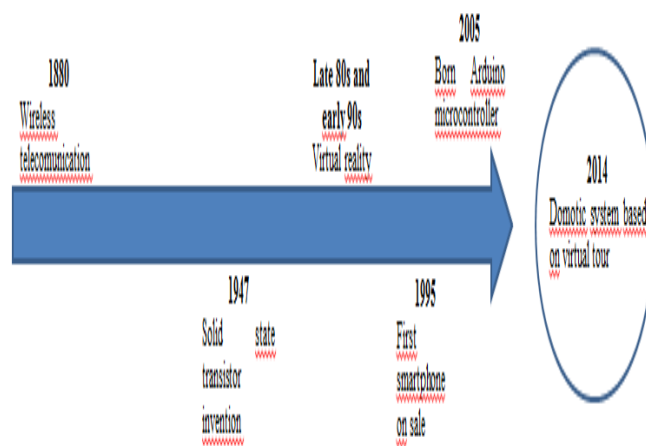 1880
Wireless
telecomunication
Late 80s and
early 90s
Virtual reality
2005
Born Arduino
microcontroller
2014
Domotic system based
on virtual tour
1947
Solid state
transistor
invention
1995
First
smartphone
on sale